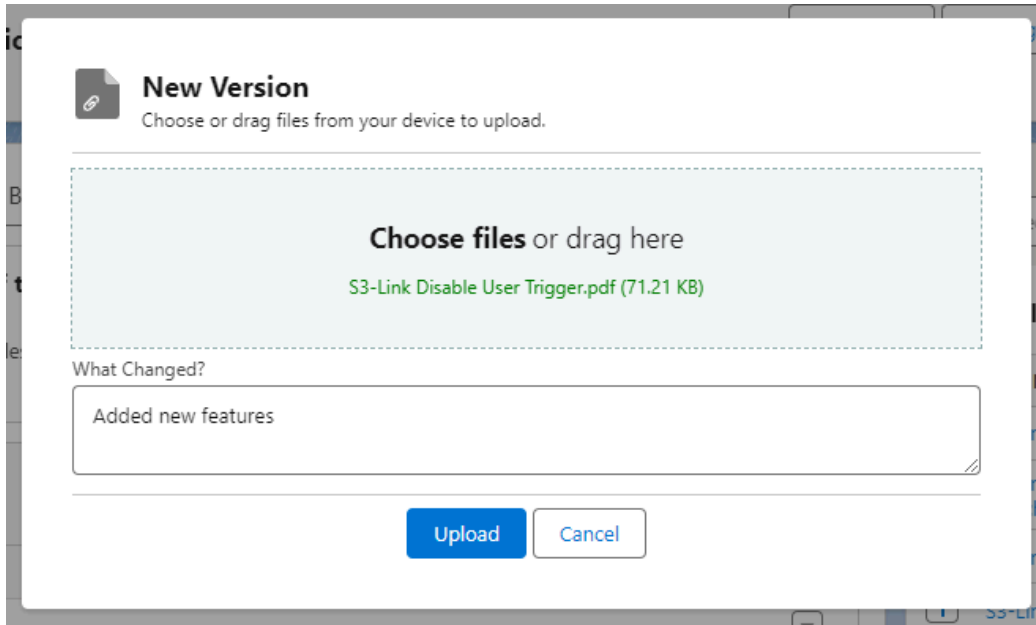 New Version
Choose or drag files from your device to upload.
Choose files or drag here
S3-Link Disable User Trigger.pdf (71.21 KB)
What Changed?
Added new features
Upload Cancel